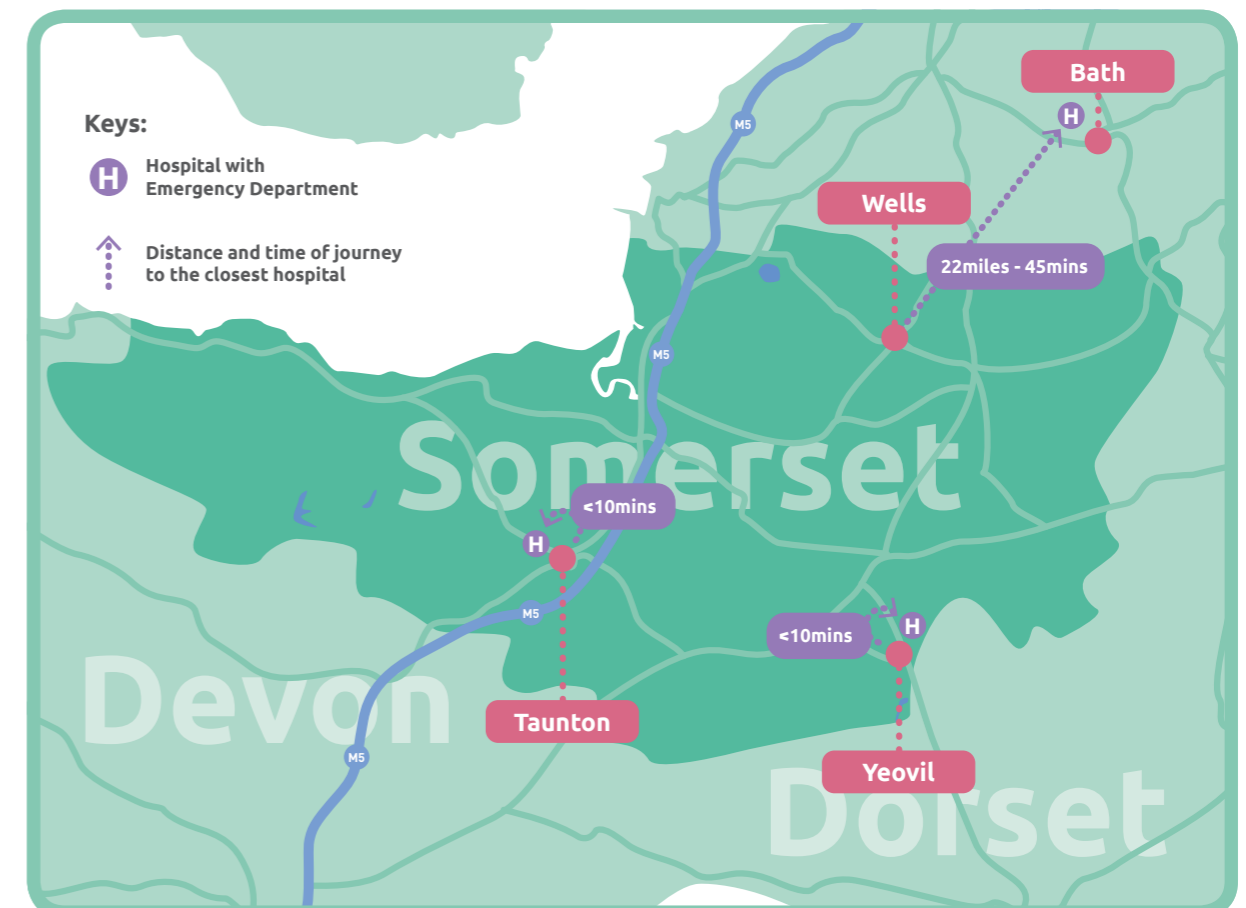 Keys:
Hospital with
Emergency Department
H
Distance and time of journey
to the closest hospital
M5
Bath
H
Wells
22miles - 45mins
M5
Somerset
<10mins
H
M5
<10mins
H
Devon
Taunton
M5
Yeovil
Dorset